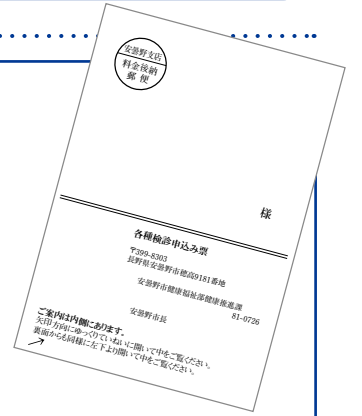 安曇野支店
料金後納
郵便
様
各種検診申込み票
〒399-8303
長野県安曇野市穂高9181番地
安曇野市健康福祉部健康推進課
81-0726
安曇野市長
ご案内は内側にあります。
矢印方向にゆっくりていねいに開いて中をご覧ください。
裏面からも同様に左下より開いて中をご覧ください。